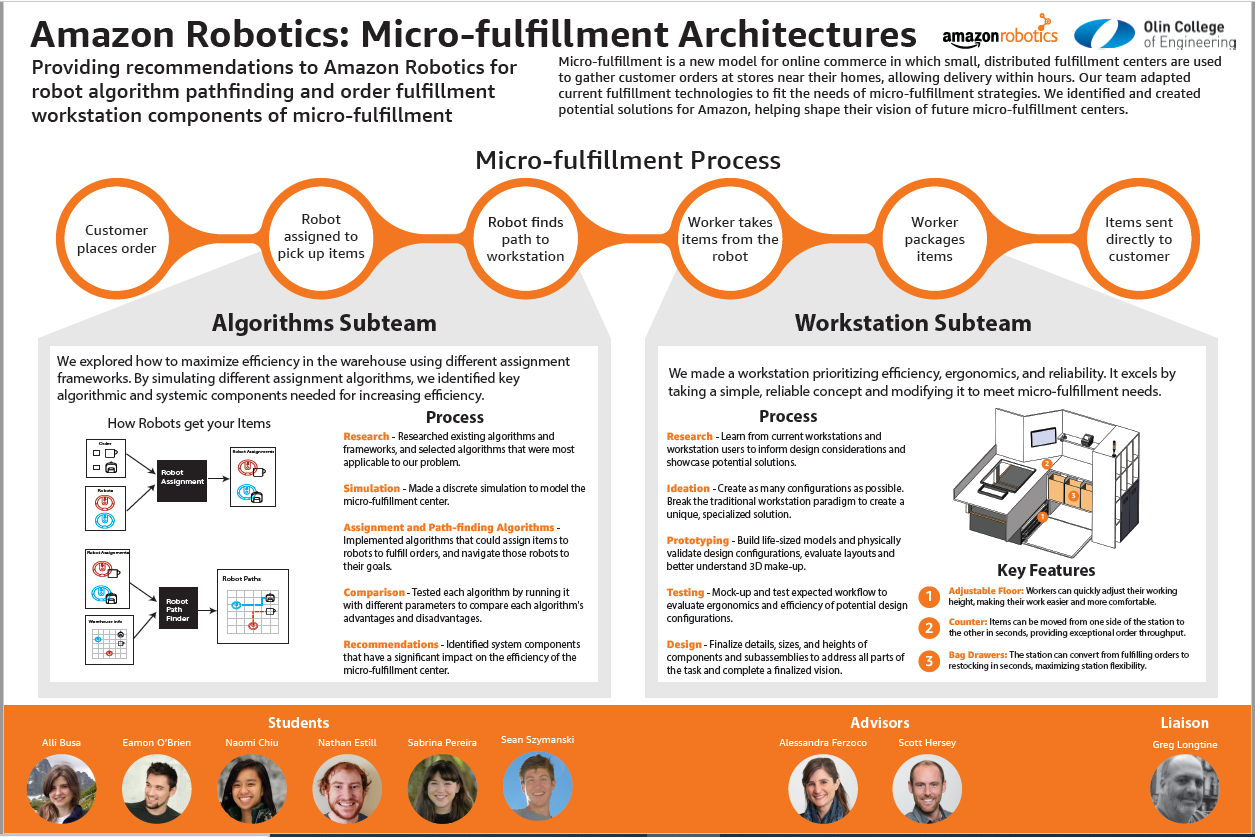 Amazon Robotics: Micro-fulfillment Architectures
amazonrobotics
Olin College
of Engineering
Providing recommendations to Amazon Robotics for
robot algorithm pathfinding and order fulfillment
workstation components of micro-fulfillment
Micro-fulfillment is a new model for online commerce in which small, distributed fulfillment centers are used
to gather customer orders at stores near their homes, allowing delivery within hours. Our team adapted
current fulfillment technologies to fit the needs of micro-fulfillment strategies. We identified and created
potential solutions for Amazon, helping shape their vision of future micro-fulfillment centers.
Micro-fulfillment Process
Customer
places order
Robot
assigned to
pick up items
Robot finds
path to
workstation
Worker takes
items from the
robot
Worker
packages
items
Items sent
directly to
customer
Algorithms Subteam
We explored how to maximize efficiency in the warehouse using different assignment
frameworks. By simulating different assignment algorithms, we identified key
algorithmic and systemic components needed for increasing efficiency.
How Robots get your Items
Order
Robots
Robot
Assignment
Robot Assignments
Robot Assignments
Warehouse info
Robot
Path
Finder
Robot Paths
Process
Research - Researched existing algorithms and
frameworks, and selected algorithms that were most
applicable to our problem.
Simulation - Made a discrete simulation to model the
micro-fulfillment center.
Assignment and Path-finding Algorithms -
Implemented algorithms that could assign items to
robots to fulfill orders, and navigate those robots to
their goals.
Comparison - Tested each algorithm by running it
with different parameters to compare each algorithm's
advantages and disadvantages.
Recommendations - Identified system components
that have a significant impact on the efficiency of the
micro-fulfillment center.
Workstation Subteam
We made a workstation prioritizing efficiency, ergonomics, and reliability. It excels by
taking a simple, reliable concept and modifying it to meet micro-fulfillment needs.
Process
Research - Learn from current workstations and
workstation users to inform design considerations and
showcase potential solutions.
Ideation - Create as many configurations as possible.
Break the traditional workstation paradigm to create a
unique, specialized solution.
Prototyping - Build life-sized models and physically
validate design configurations, evaluate layouts and
better understand 3D make-up.
Testing - Mock-up and test expected workflow to
evaluate ergonomics and efficiency of potential design
configurations.
Design - Finalize details, sizes, and heights of
components and subassemblies to address all parts of
the task and complete a finalized vision.
2
3
1
Key Features
1
Adjustable Floor: Workers can quickly adjust their working
height, making their work easier and more comfortable.
2
Counter: Items can be moved from one side of the station to
the other in seconds, providing exceptional order throughput.
3
Bag Drawers: The station can convert from fulfilling orders to
restocking in seconds, maximizing station flexibility.
Students
Alli Busa
Eamon O'Brien
Naomi Chiu
Nathan Estill
Sabrina Pereira
Sean Szymanski
Advisors
Alessandra Ferzoco
Scott Hersey
Liaison
Greg Longtine